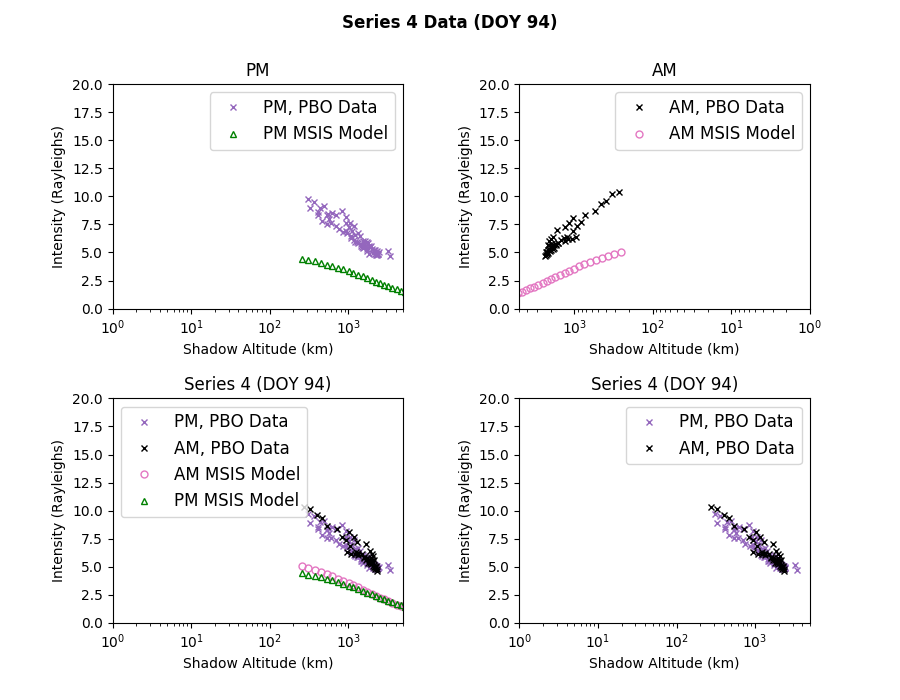 Series 4 Data (DOY 94)
PM
20.0
17.5
15.0
12.5
10.0
7.5
5.0
2.5
0.0
Intensity (Rayleighs)
PM, PBO Data
PM MSIS Model
10^0 10^1 10^2 10^3
Shadow Altitude (km)
AM
20.0
17.5
15.0
12.5
10.0
7.5
5.0
2.5
0.0
Intensity (Rayleighs)
AM, PBO Data
AM MSIS Model
10^3 10^2 10^1 10^0
Shadow Altitude (km)
Series 4 (DOY 94)
20.0
17.5
15.0
12.5
10.0
7.5
5.0
2.5
0.0
Intensity (Rayleighs)
PM, PBO Data
AM, PBO Data
AM MSIS Model
PM MSIS Model
10^0 10^1 10^2 10^3
Shadow Altitude (km)
Series 4 (DOY 94)
20.0
17.5
15.0
12.5
10.0
7.5
5.0
2.5
0.0
Intensity (Rayleighs)
PM, PBO Data
AM, PBO Data
10^0 10^1 10^2 10^3
Shadow Altitude (km)